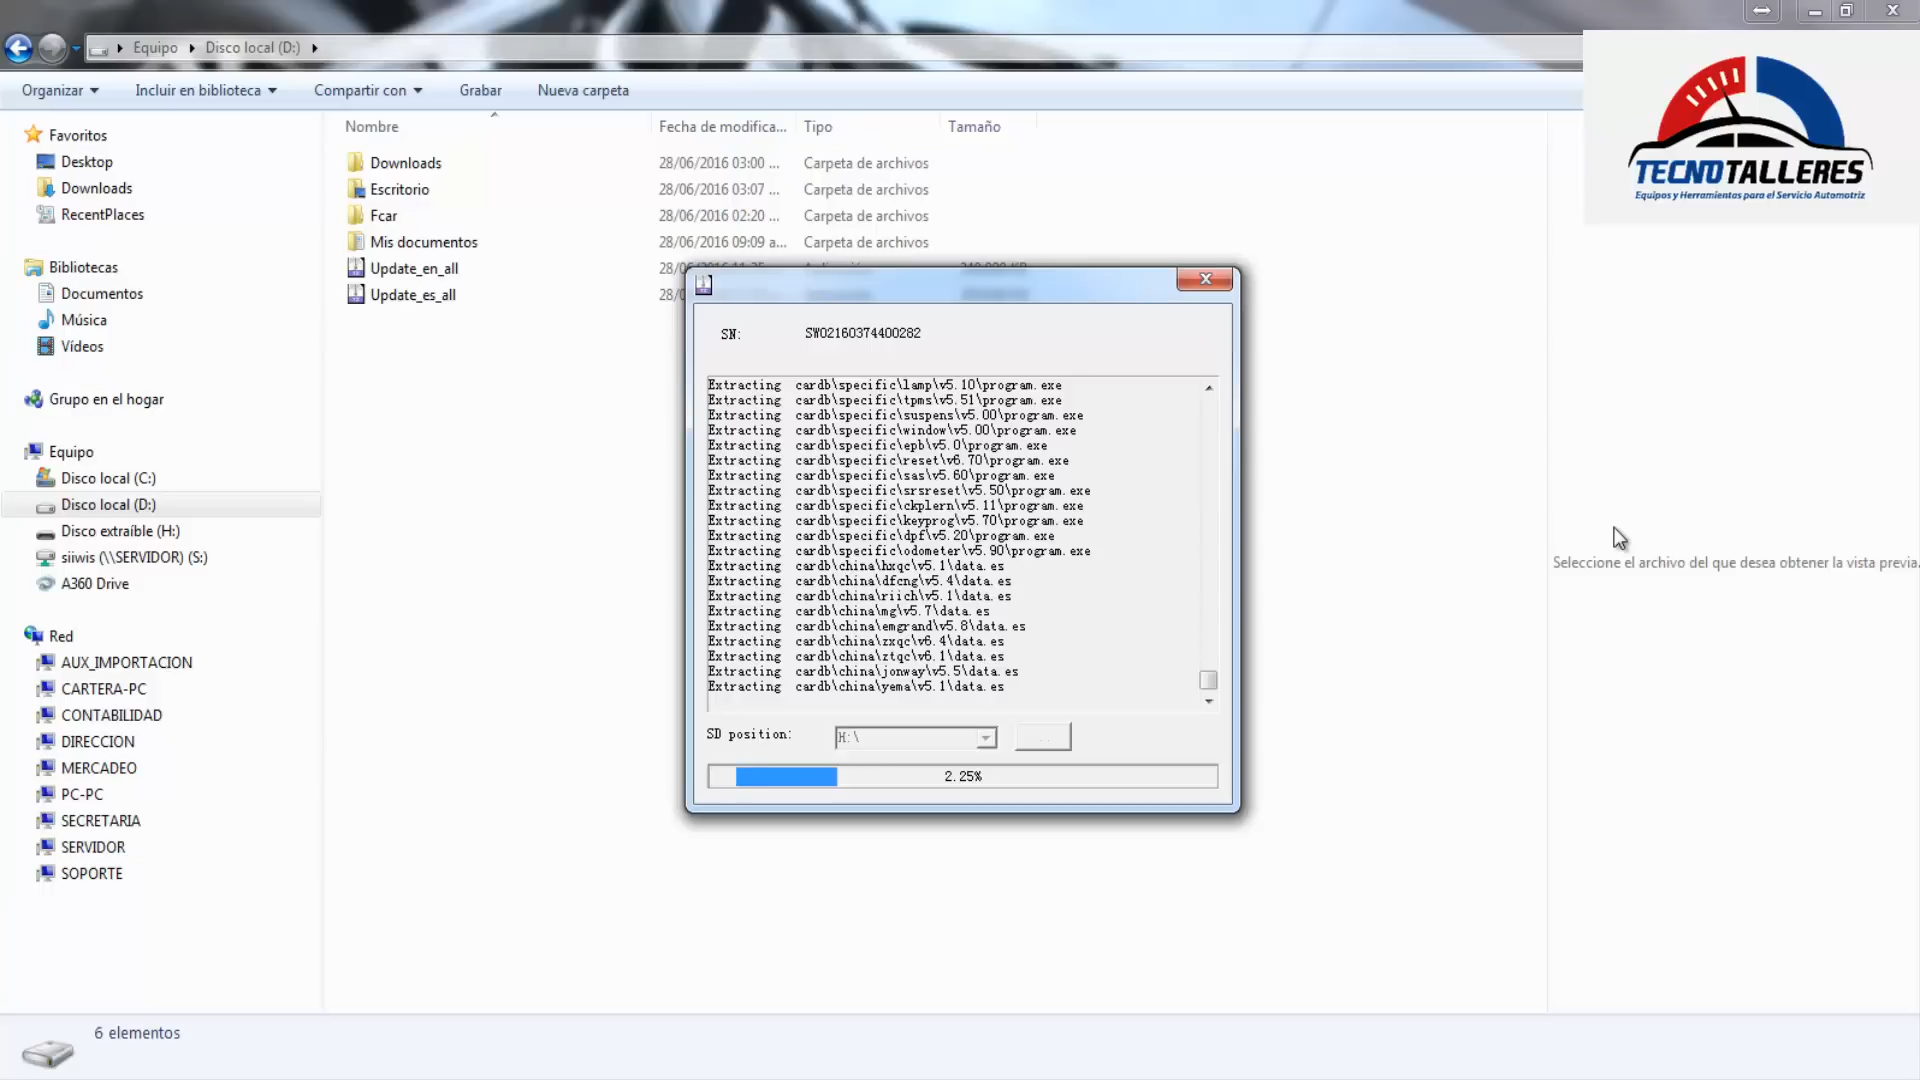 Equipo
Disco local (D:)
Organizar
Incluir en biblioteca
Compartir con
Grabar
Nueva carpeta
TECNOTALLERES
Equipos y Herramientas para el Servicio Automotriz
Favoritos
Desktop
Downloads
RecentPlaces
Bibliotecas
Documentos
Música
Vídeos
Grupo en el hogar
Equipo
Disco local (C:)
Disco local (D:)
Disco extraíble (H:)
siiwis (\\SERVIDOR) (S:)
A360 Drive
Red
AUX_IMPORTACION
CARTERA-PC
CONTABILIDAD
DIRECCION
MERCADEO
PC-PC
SECRETARIA
SERVIDOR
SOPORTE
Nombre Fecha de modifica... Tipo Tamaño
Downloads 28/06/2016 03:00 ... Carpeta de archivos
Escritorio 28/06/2016 03:07 ... Carpeta de archivos
Fcar 28/06/2016 02:20 ... Carpeta de archivos
Mis documentos 28/06/2016 09:09 a... Carpeta de archivos
Update_en_all
Update_es_all
SN: SW02160374400282
Extracting cardb\specific\lamp\v5.10\program.exe
Extracting cardb\specific\tpms\v5.51\program.exe
Extracting cardb\specific\suspens\v5.00\program.exe
Extracting cardb\specific\window\v5.00\program.exe
Extracting cardb\specific\epb\v5.0\program.exe
Extracting cardb\specific\reset\v6.70\program.exe
Extracting cardb\specific\sas\v5.60\program.exe
Extracting cardb\specific\srsreset\v5.50\program.exe
Extracting cardb\specific\ckplern\v5.11\program.exe
Extracting cardb\specific\keyprog\v5.70\program.exe
Extracting cardb\specific\dpf\v5.20\program.exe
Extracting cardb\specific\odometer\v5.90\program.exe
Extracting cardb\china\hxqc\v5.1\data.es
Extracting cardb\china\dfcng\v5.4\data.es
Extracting cardb\china\riich\v5.1\data.es
Extracting cardb\china\mg\v5.7\data.es
Extracting cardb\china\emgrand\v5.8\data.es
Extracting cardb\china\zxqc\v6.4\data.es
Extracting cardb\china\ztqc\v6.1\data.es
Extracting cardb\china\jonway\v5.5\data.es
Extracting cardb\china\yema\v5.1\data.es
SD position: H:\
2.25%
Seleccione el archivo del que desea obtener la vista previa.
6 elementos